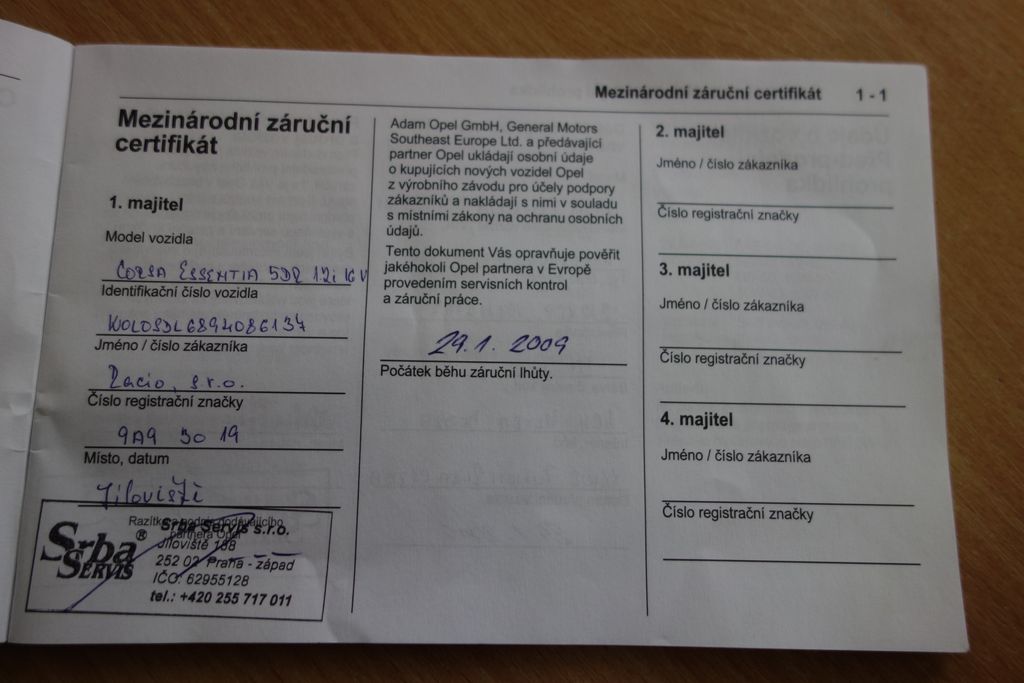 Mezinárodní záruční certifikát 1 - 1
Mezinárodní záruční
certifikát
1. majitel
Model vozidla
CORSA ESSENTIA 5DR 1.2i 16V
Identifikační číslo vozidla
W0L0SDL6894086134
Jméno / číslo zákazníka
s.r.o.
Číslo registrační značky
9A9 30 19
Místo, datum
Jíloviště
Razítko a podpis dodávajícího
partnera Opel
Srba
SERVIS
®
Srba Servis s.r.o.
Jíloviště 188
252 02 Praha - západ
IČO: 62955128
tel.: +420 255 717 011
Adam Opel GmbH, General Motors
Southeast Europe Ltd. a předávající
partner Opel ukládají osobní údaje
o kupujících nových vozidel Opel
z výrobního závodu pro účely podpory
zákazníků a nakládají s nimi v souladu
s místními zákony na ochranu osobních
údajů.
Tento dokument Vás opravňuje pověřit
jakéhokoli Opel partnera v Evropě
provedením servisních kontrol
a záruční práce.
29.1. 2009
Počátek běhu záruční lhůty.
2. majitel
Jméno / číslo zákazníka
Číslo registrační značky
3. majitel
Jméno / číslo zákazníka
Číslo registrační značky
4. majitel
Jméno / číslo zákazníka
Číslo registrační značky